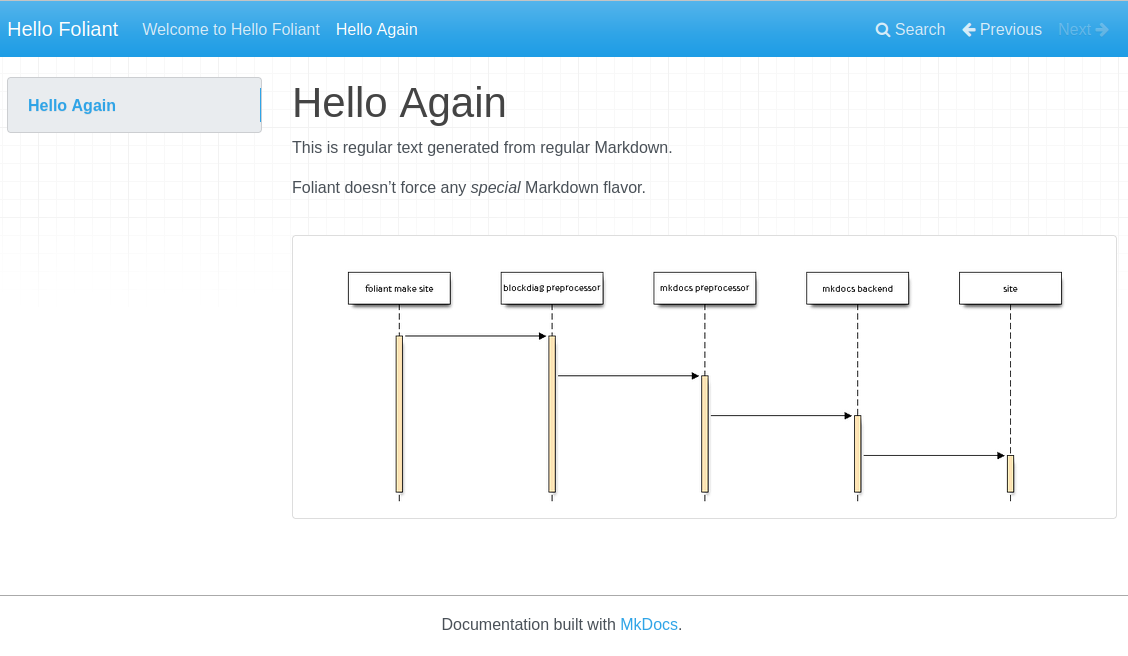 Hello Foliant Welcome to Hello Foliant Hello Again Search Previous Next
Hello Again
Hello Again
This is regular text generated from regular Markdown.
Foliant doesn’t force any special Markdown flavor.
foliant make site blockdiag preprocessor mkdocs preprocessor mkdocs backend site
Documentation built with MkDocs.